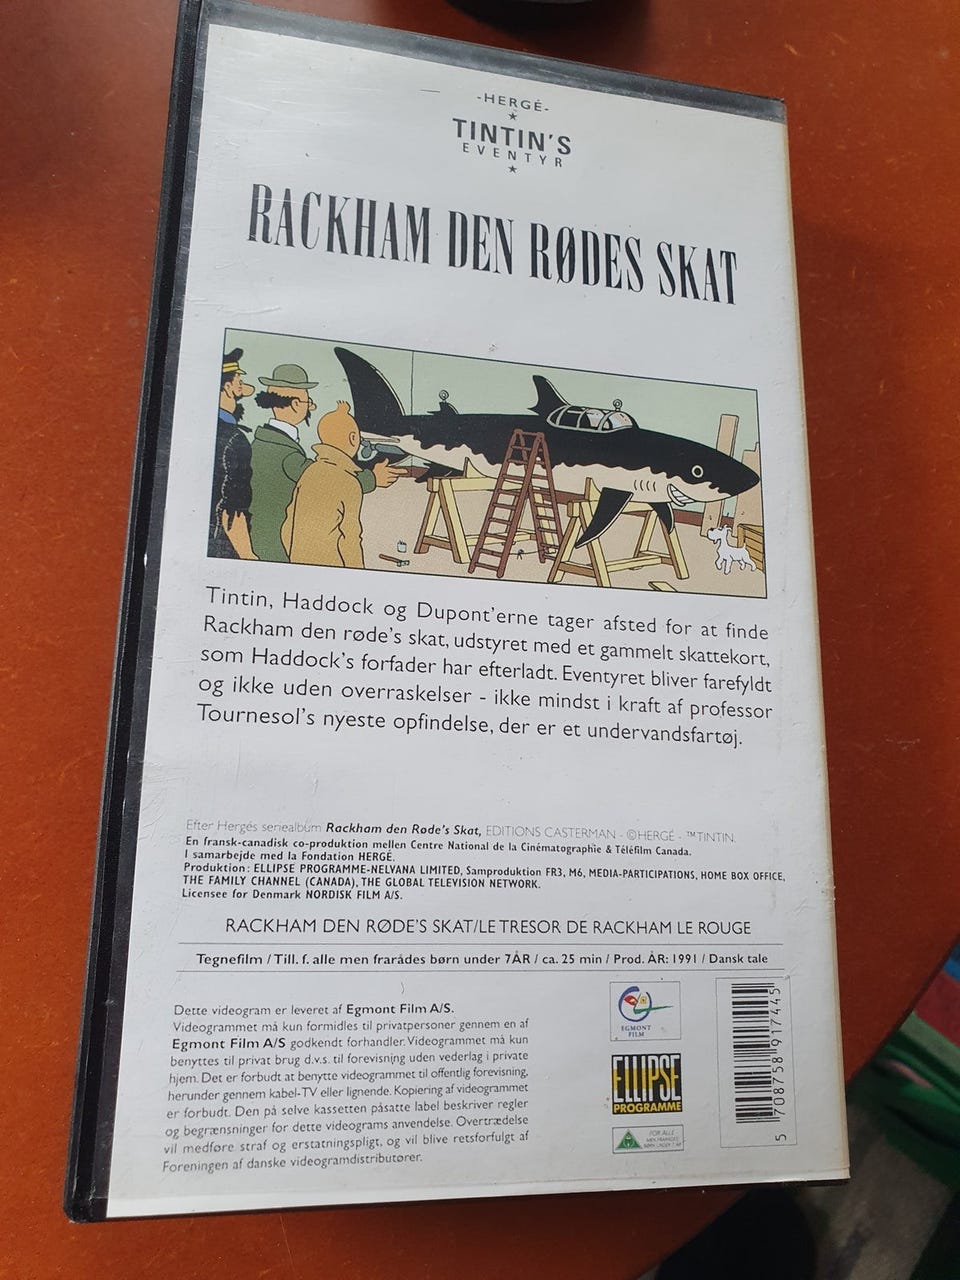 -HERGÉ-
TINTIN'S
EVENTYR
RACKHAM DEN RØDES SKAT
Tintin, Haddock og Dupont'erne tager afsted for at finde
Rackham den røde's skat, udstyret med et gammelt skattekort,
som Haddock's forfader har efterladt. Eventyret bliver farefyldt
og ikke uden overraskelser - ikke mindst i kraft af professor
Tournesol's nyeste opfindelse, der er et undervandsfartøj.
Efter Hergés seriealbum Rackham den Røde's Skat, EDITIONS CASTERMAN - ©HERGÉ - ™TINTIN.
En fransk-canadisk co-produktion mellen Centre National de la Cinématographie & Téléfilm Canada.
I samarbejde med la Fondation HERGÉ.
Produktion: ELLIPSE PROGRAMME-NELVANA LIMITED, Samproduktion FR3, M6, MEDIA-PARTICIPATIONS, HOME BOX OFFICE,
THE FAMILY CHANNEL (CANADA), THE GLOBAL TELEVISION NETWORK.
Licensee for Denmark NORDISK FILM A/S.
RACKHAM DEN RØDE'S SKAT/LE TRESOR DE RACKHAM LE ROUGE
Tegnefilm / Till. f. alle men frarådes børn under 7ÅR / ca. 25 min / Prod. ÅR: 1991 / Dansk tale
Dette videogram er leveret af Egmont Film A/S.
Videogrammet må kun formidles til privatpersoner gennem en af
Egmont Film A/S godkendt forhandler. Videogrammet må kun
benyttes til privat brug d.v.s. til forevisning uden vederlag i private
hjem. Det er forbudt at benytte videogrammet til offentlig forevisning,
herunder gennem kabel-TV eller lignende. Kopiering af videogrammet
er forbudt. Den på selve kassetten påsatte label beskriver regler
og begrænsninger for dette videograms anvendelse. Overtrædelse
vil medføre straf og erstatningspligt, og vil blive retsforfulgt af
Foreningen af danske videogramdistributører.
EGMONT
FILM
ELLIPSE
PROGRAMME
FOR ALLE
MEN FRARÅDES
BØRN UNDER 7 ÅR
5 708758 917445